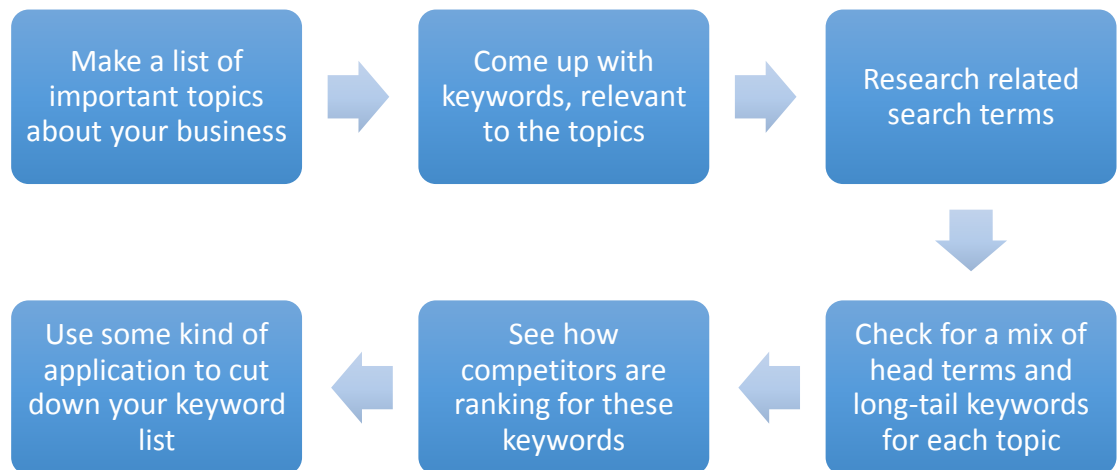 Make a list of
important topics
about your business
Come up with
keywords, relevant
to the topics
Research related
search terms
Check for a mix of
head terms and
long-tail keywords
for each topic
See how
competitors are
ranking for these
keywords
Use some kind of
application to cut
down your keyword
list